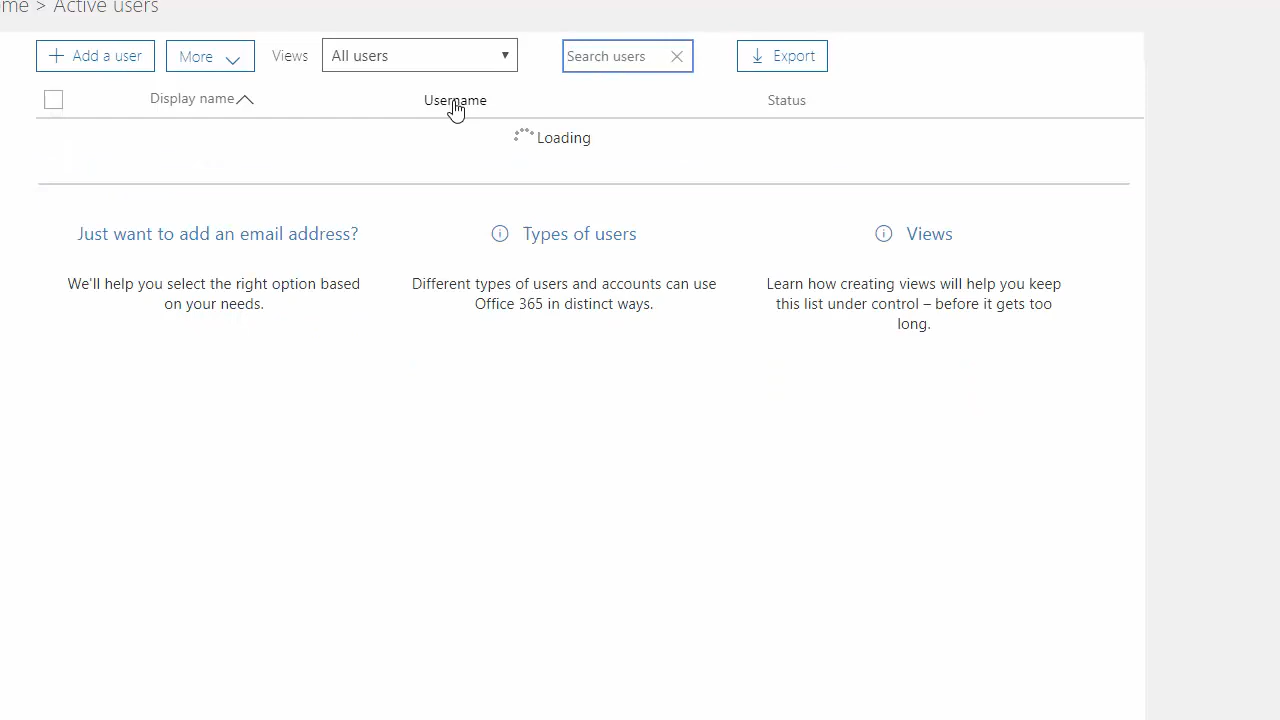 me > Active users
Add a user More Views All users Search users Export
Display name Username Status
Loading
Just want to add an email address?
We'll help you select the right option based
on your needs.
Types of users
Different types of users and accounts can use
Office 365 in distinct ways.
Views
Learn how creating views will help you keep
this list under control – before it gets too
long.